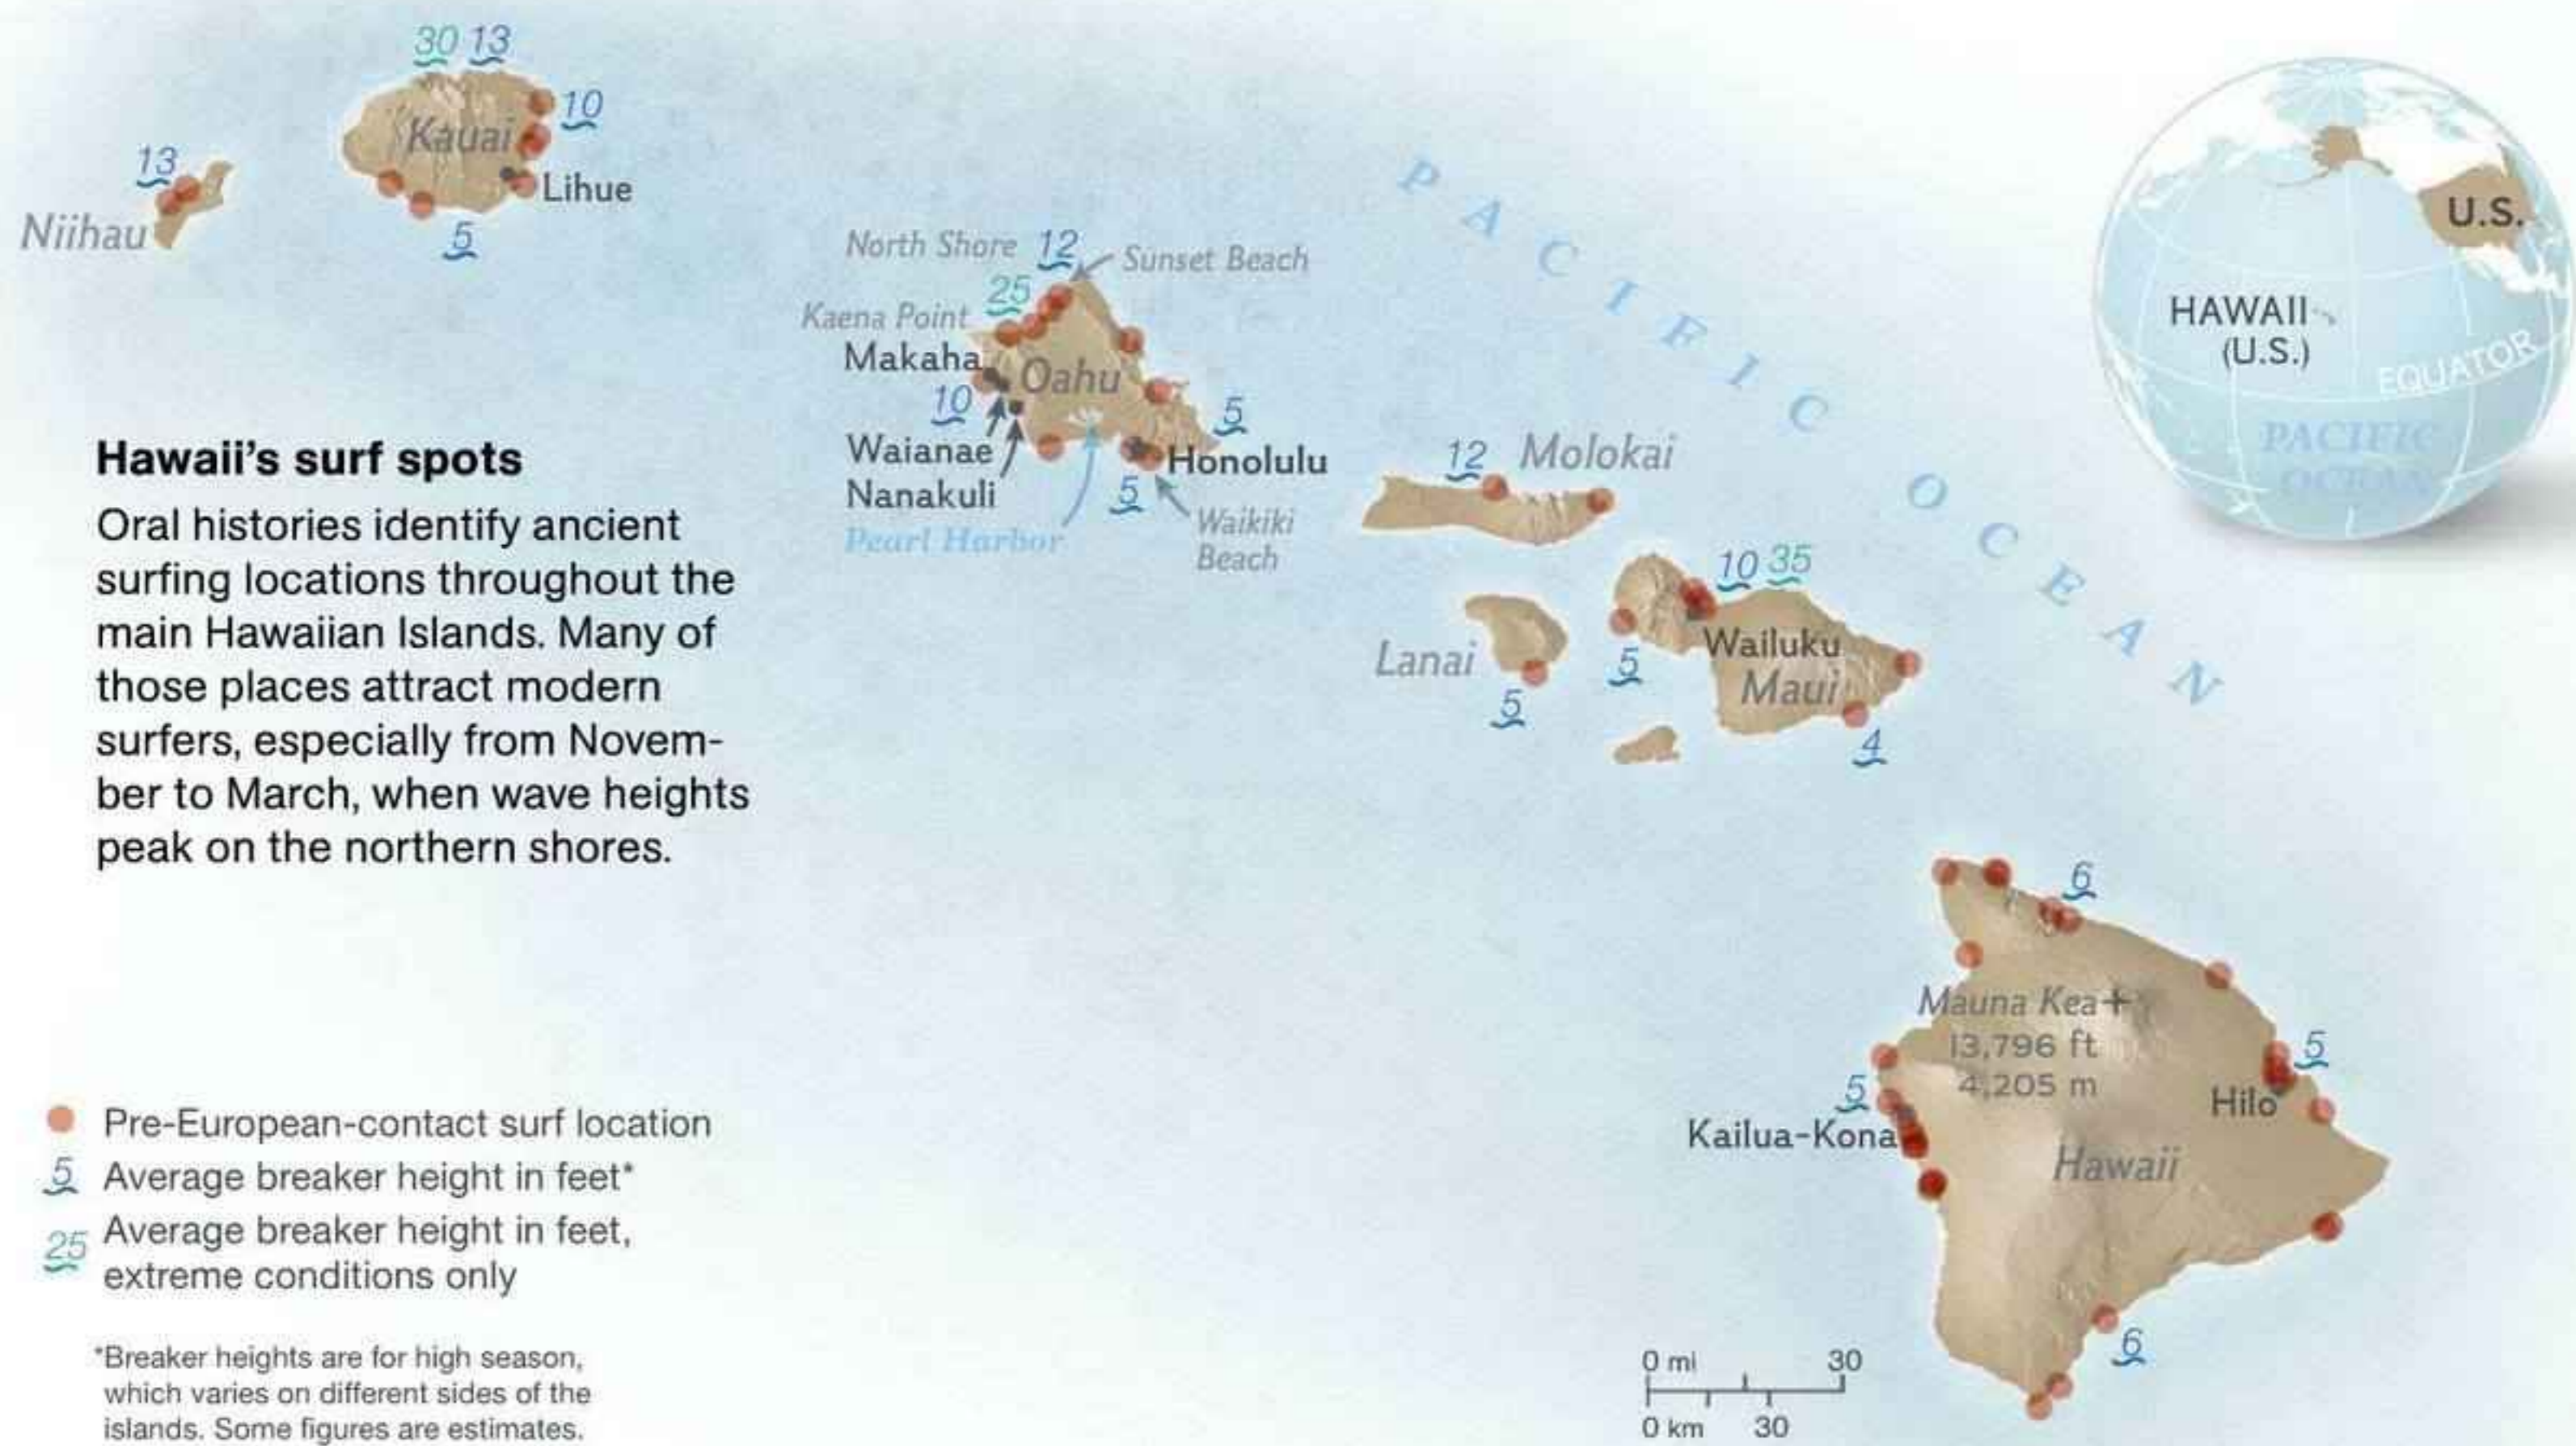 30 13
10
Kauai
13
Lihue
Niihau
5
North Shore 12 Sunset Beach
25
Kaena Point
Makaha
Oahu
10
5
Waianae
Honolulu
Nanakuli
5
Pearl Harbor
Waikiki
Beach
12 Molokai
10 35
Wailuku
Lanai
5
Maui
5
4
PACIFIC OCEAN
U.S.
HAWAII
(U.S.)
EQUATOR
PACIFIC
OCEAN
Hawaii's surf spots
Oral histories identify ancient
surfing locations throughout the
main Hawaiian Islands. Many of
those places attract modern
surfers, especially from Novem-
ber to March, when wave heights
peak on the northern shores.
6
Mauna Kea+
13,796 ft
4,205 m
5
5
Hilo
Kailua-Kona
Hawaii
6
Pre-European-contact surf location
5 Average breaker height in feet*
25 Average breaker height in feet,
extreme conditions only
*Breaker heights are for high season,
which varies on different sides of the
islands. Some figures are estimates.
0 mi 30
0 km 30